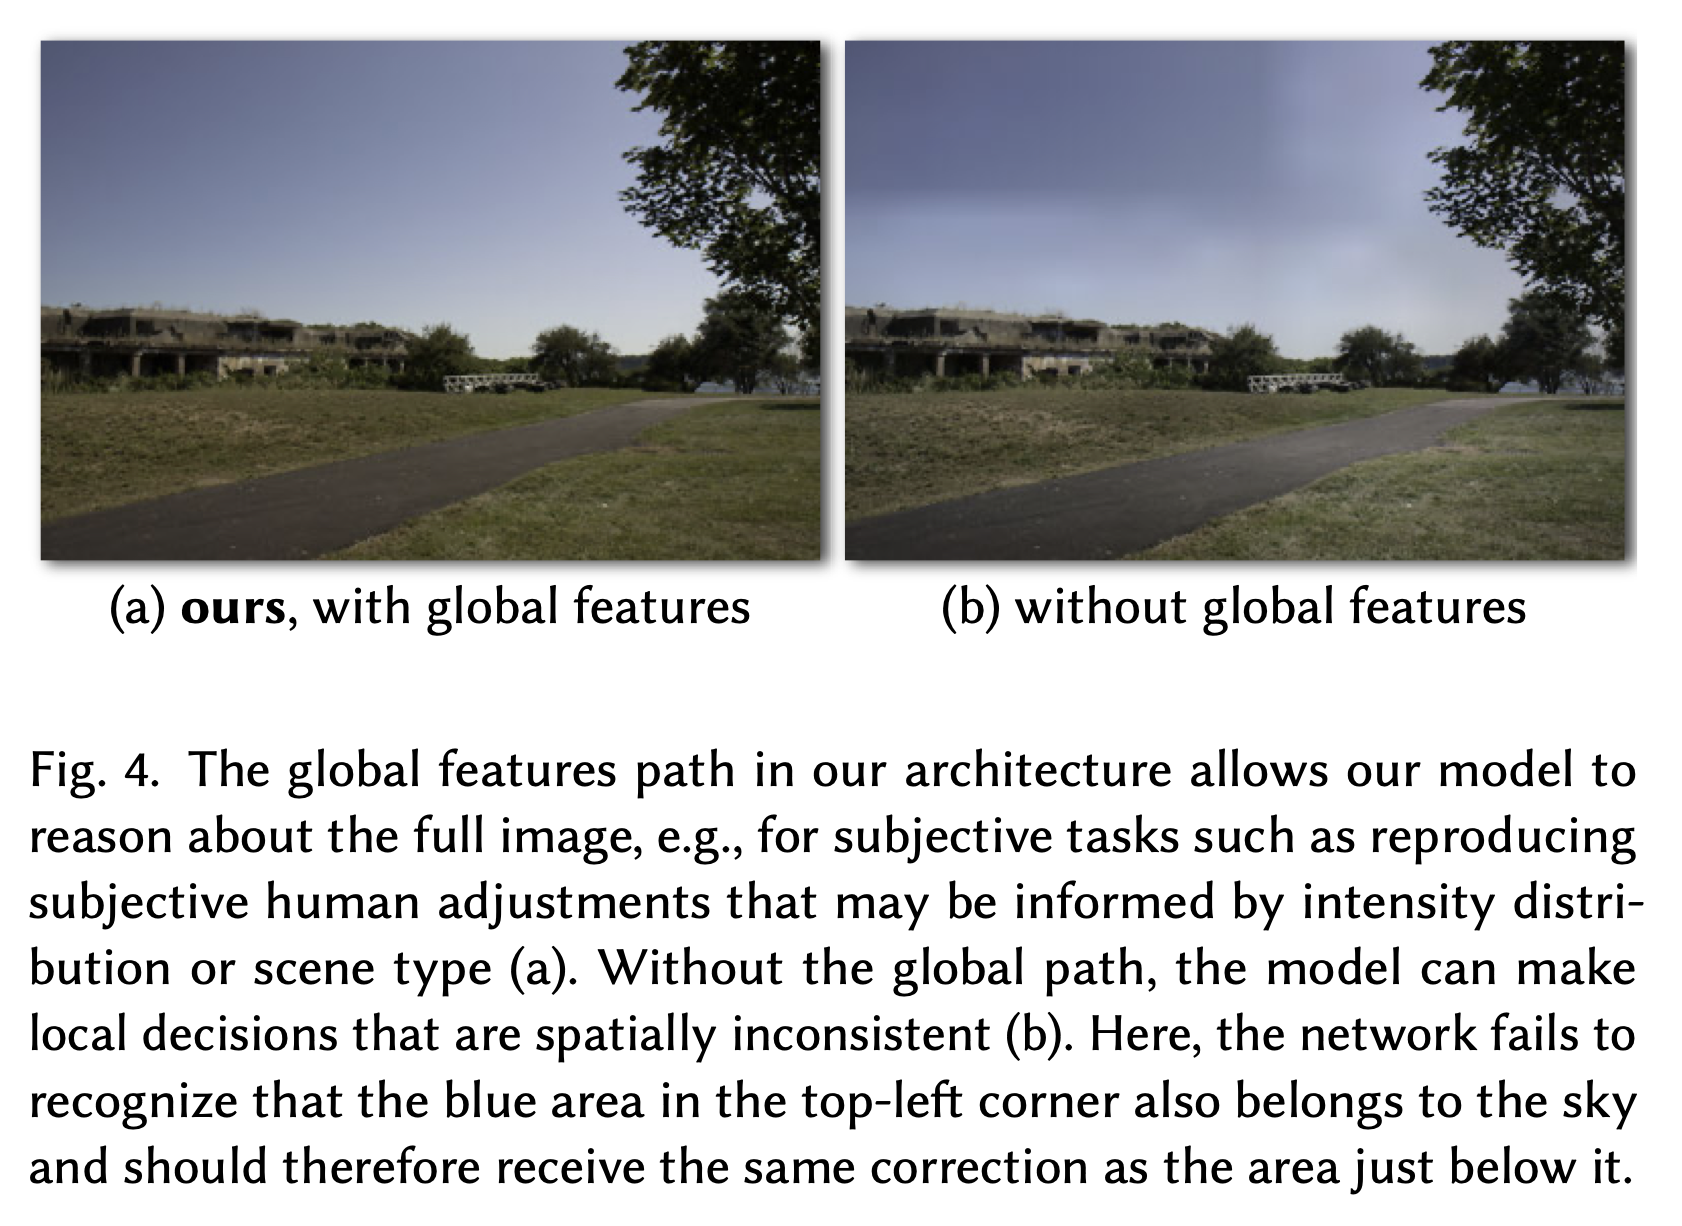 (a) ours, with global features
(b) without global features
Fig. 4. The global features path in our architecture allows our model to
reason about the full image, e.g., for subjective tasks such as reproducing
subjective human adjustments that may be informed by intensity distri-
bution or scene type (a). Without the global path, the model can make
local decisions that are spatially inconsistent (b). Here, the network fails to
recognize that the blue area in the top-left corner also belongs to the sky
and should therefore receive the same correction as the area just below it.